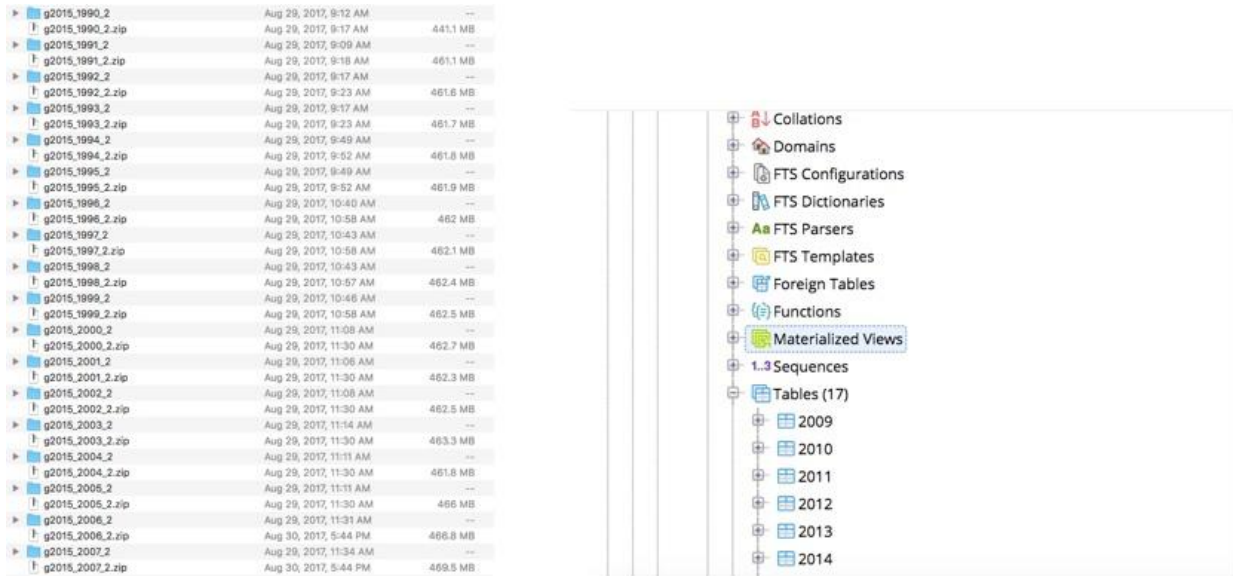 g2015_1990_2 Aug 29, 2017, 9:12 AM --
g2015_1990_2.zip Aug 29, 2017, 9:17 AM 441.1 MB
g2015_1991_2 Aug 29, 2017, 9:09 AM --
g2015_1991_2.zip Aug 29, 2017, 9:18 AM 461.1 MB
g2015_1992_2 Aug 29, 2017, 9:17 AM --
g2015_1992_2.zip Aug 29, 2017, 9:23 AM 461.6 MB
g2015_1993_2 Aug 29, 2017, 9:17 AM --
g2015_1993_2.zip Aug 29, 2017, 9:23 AM 461.7 MB
g2015_1994_2 Aug 29, 2017, 9:49 AM --
g2015_1994_2.zip Aug 29, 2017, 9:52 AM 461.8 MB
g2015_1995_2 Aug 29, 2017, 9:49 AM --
g2015_1995_2.zip Aug 29, 2017, 9:52 AM 461.9 MB
g2015_1996_2 Aug 29, 2017, 10:40 AM --
g2015_1996_2.zip Aug 29, 2017, 10:58 AM 462 MB
g2015_1997_2 Aug 29, 2017, 10:43 AM --
g2015_1997_2.zip Aug 29, 2017, 10:58 AM 462.1 MB
g2015_1998_2 Aug 29, 2017, 10:43 AM --
g2015_1998_2.zip Aug 29, 2017, 10:57 AM 462.4 MB
g2015_1999_2 Aug 29, 2017, 10:46 AM --
g2015_1999_2.zip Aug 29, 2017, 10:58 AM 462.5 MB
g2015_2000_2 Aug 29, 2017, 11:08 AM --
g2015_2000_2.zip Aug 29, 2017, 11:30 AM 462.7 MB
g2015_2001_2 Aug 29, 2017, 11:06 AM --
g2015_2001_2.zip Aug 29, 2017, 11:30 AM 462.3 MB
g2015_2002_2 Aug 29, 2017, 11:08 AM --
g2015_2002_2.zip Aug 29, 2017, 11:30 AM 462.5 MB
g2015_2003_2 Aug 29, 2017, 11:14 AM --
g2015_2003_2.zip Aug 29, 2017, 11:30 AM 463.3 MB
g2015_2004_2 Aug 29, 2017, 11:11 AM --
g2015_2004_2.zip Aug 29, 2017, 11:30 AM 461.8 MB
g2015_2005_2 Aug 29, 2017, 11:11 AM --
g2015_2005_2.zip Aug 29, 2017, 11:30 AM 466 MB
g2015_2006_2 Aug 29, 2017, 11:31 AM --
g2015_2006_2.zip Aug 30, 2017, 5:44 PM 466.8 MB
g2015_2007_2 Aug 29, 2017, 11:34 AM --
g2015_2007_2.zip Aug 30, 2017, 5:44 PM 469.5 MB
Collations
Domains
FTS Configurations
FTS Dictionaries
Aa FTS Parsers
FTS Templates
Foreign Tables
Functions
Materialized Views
1..3 Sequences
Tables (17)
2009
2010
2011
2012
2013
2014